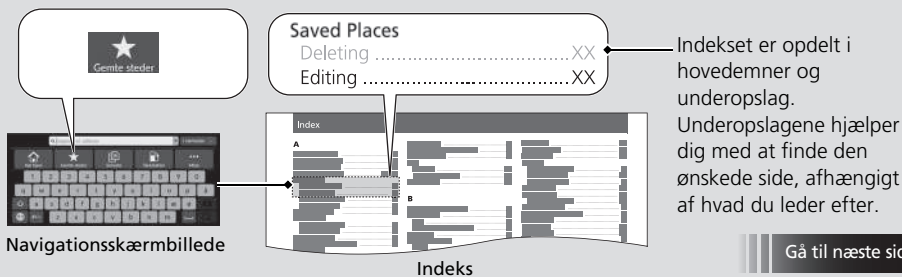 Gemte steder
Saved Places
Deleting ................................ XX
Editing .................................. XX
Indekset er opdelt i
hovedemner og
underopslag.
Underopslagene hjælper
dig med at finde den
ønskede side, afhængigt
af hvad du leder efter.
Index
A
B
Navigationsskærmbillede
Indeks
Gå til næste sid